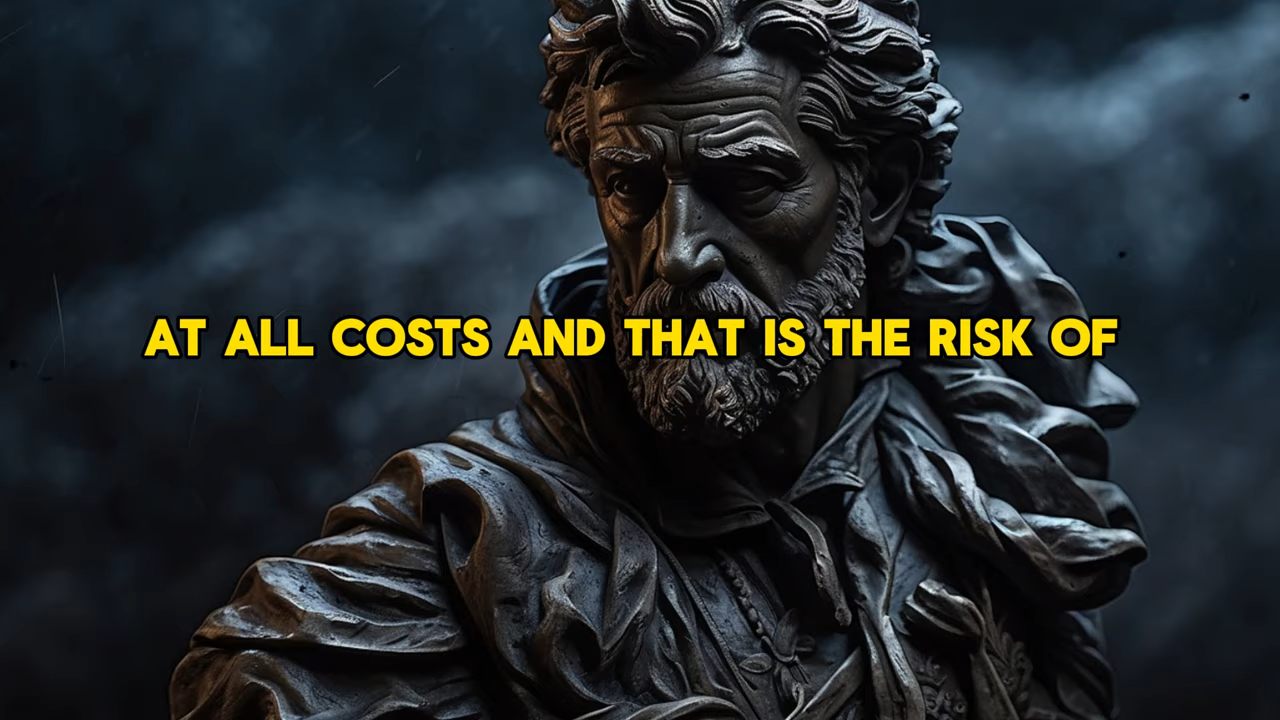 AT ALL COSTS AND THAT IS THE RISK OF